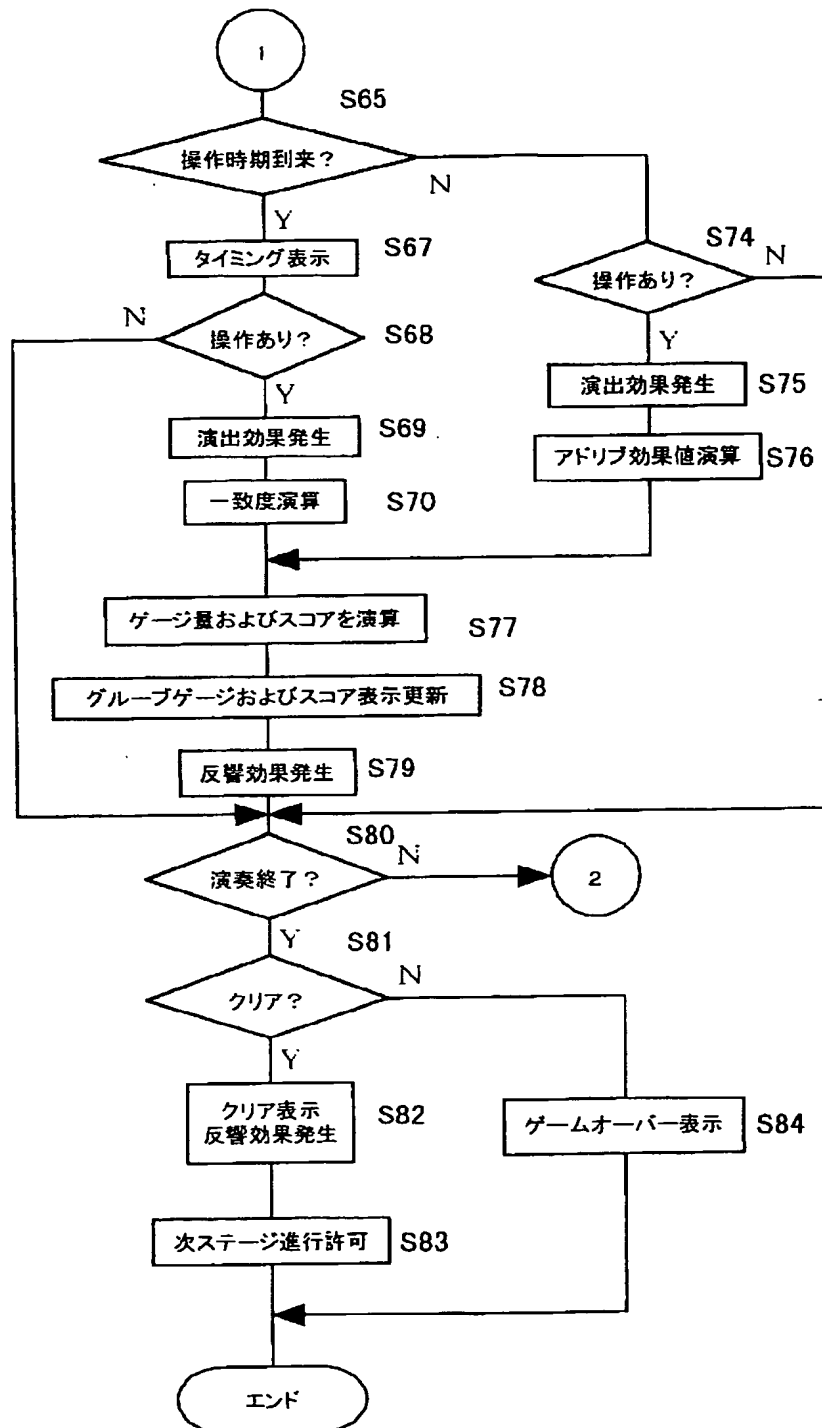 1
S65
操作時期到来?
N
Y
S74
タイミング表示
S67
N
操作あり?
N
操作あり?
S68
Y
Y
演出効果発生
S75
演出効果発生
S69
アドリブ効果値演算
S76
一致度演算
S70
ゲージ量およびスコアを演算
S77
グルーブゲージおよびスコア表示更新
S78
反響効果発生
S79
S80
演奏終了?
N
2
Y
S81
クリア?
N
Y
クリア表示
反響効果発生
S82
ゲームオーバー表示
S84
次ステージ進行許可
S83
エンド